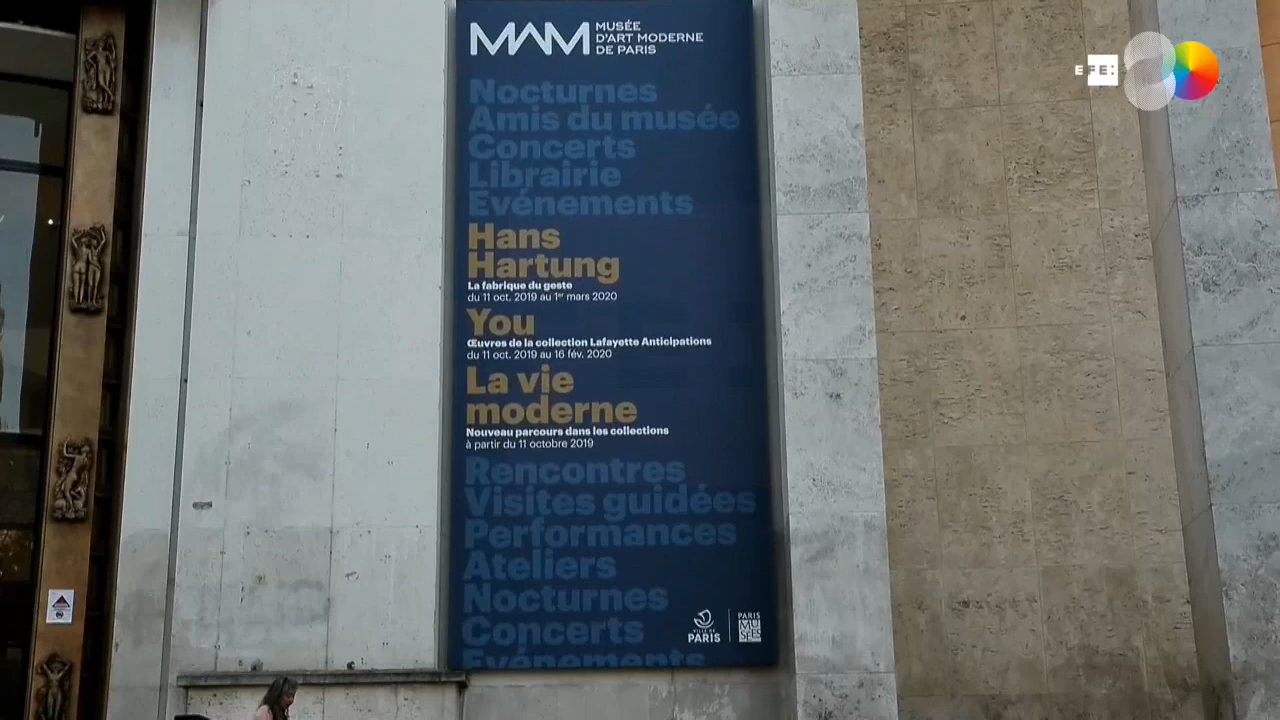 MAM MUSÉE
D'ART MODERNE
DE PARIS
EFE:
Nocturnes
Amis du musée
Concerts
Librairie
Evénements
Hans
Hartung
La fabrique du geste
du 11 oct. 2019 au 1er mars 2020
You
Œuvres de la collection Lafayette Anticipations
du 11 oct. 2019 au 16 fév. 2020
La vie
moderne
Nouveau parcours dans les collections
à partir du 11 octobre 2019
Rencontres
Visites guidées
Performances
Ateliers
Nocturnes
Concerts
Evénements
VILLE DE
PARIS
PARIS
MUSÉES